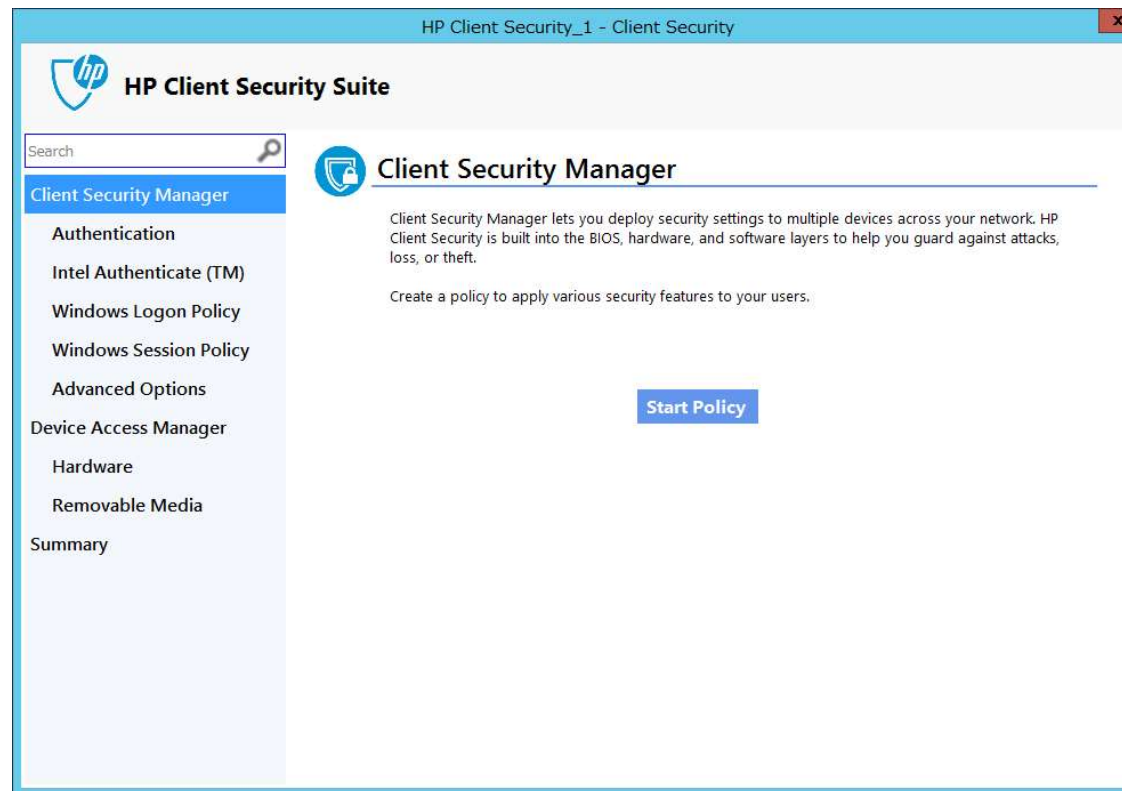 HP Client Security_1 - Client Security
x
hp
HP Client Security Suite
Search
Client Security Manager
Authentication
Intel Authenticate (TM)
Windows Logon Policy
Windows Session Policy
Advanced Options
Device Access Manager
Hardware
Removable Media
Summary
Client Security Manager
Client Security Manager lets you deploy security settings to multiple devices across your network. HP
Client Security is built into the BIOS, hardware, and software layers to help you guard against attacks,
loss, or theft.
Create a policy to apply various security features to your users.
Start Policy